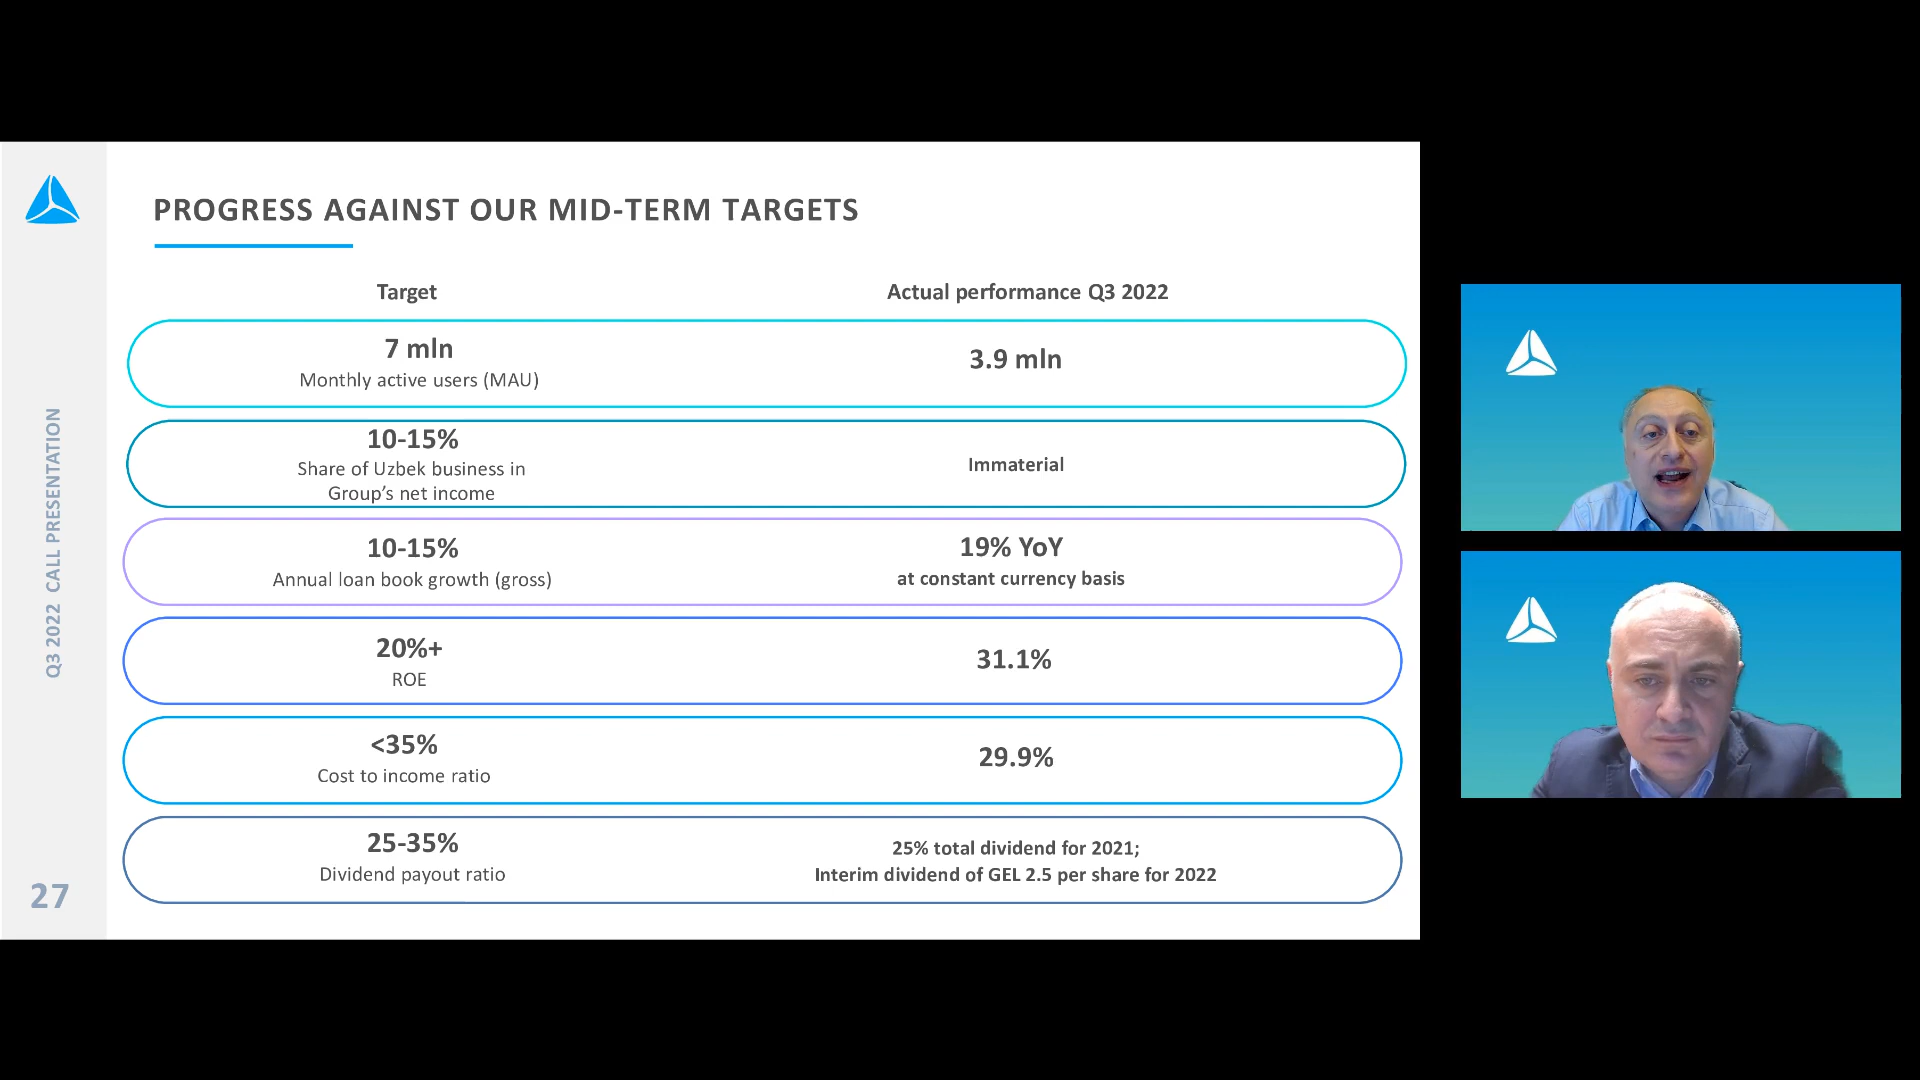 PROGRESS AGAINST OUR MID-TERM TARGETS
Target
Actual performance Q3 2022
7 mln
Monthly active users (MAU)
3.9 mln
10-15%
Share of Uzbek business in
Group’s net income
Immaterial
10-15%
Annual loan book growth (gross)
19% YoY
at constant currency basis
20%+
ROE
31.1%
<35%
Cost to income ratio
29.9%
25-35%
Dividend payout ratio
25% total dividend for 2021;
Interim dividend of GEL 2.5 per share for 2022
Q3 2022 CALL PRESENTATION
27